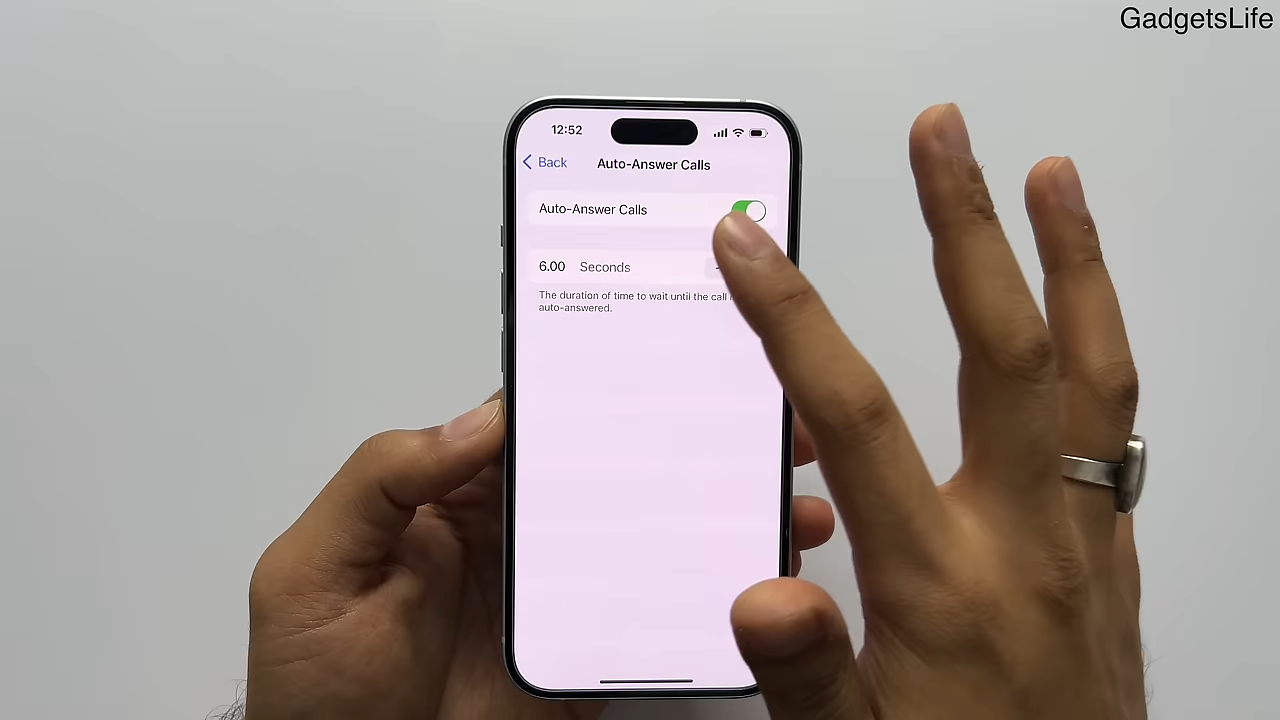 GadgetsLife
12:52
Back
Auto-Answer Calls
Auto-Answer Calls
6.00 Seconds
The duration of time to wait until the call
auto-answered.